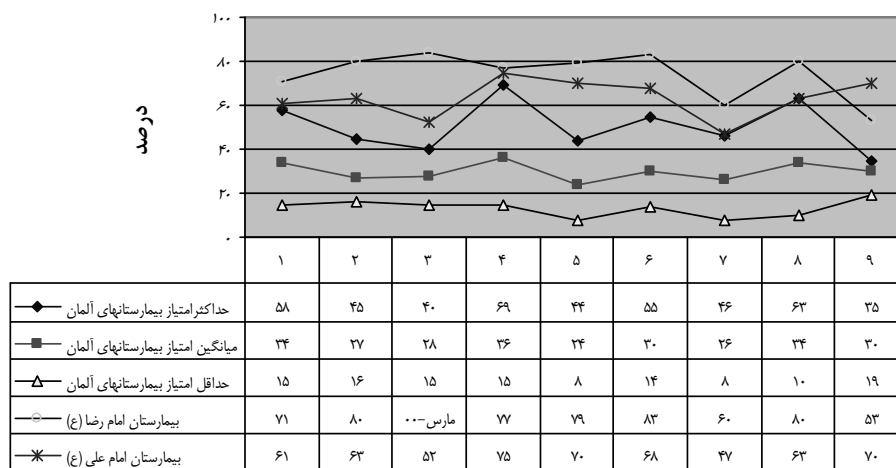 ۱۰۰
۸۰
۶۰
۴۰
۲۰
۰
درصد
۱ ۲ ۳ ۴ ۵ ۶ ۷ ۸ ۹
حداکثرامتیاز بیمارستانهای آلمان ۵۸ ۴۵ ۴۰ ۶۹ ۴۴ ۵۵ ۴۶ ۶۳ ۳۵
میانگین امتیاز بیمارستانهای آلمان ۳۴ ۲۷ ۲۸ ۳۶ ۲۴ ۳۰ ۲۶ ۳۴ ۳۰
حداقل امتیاز بیمارستانهای آلمان ۱۵ ۱۶ ۱۵ ۱۵ ۸ ۱۴ ۸ ۱۰ ۱۹
بیمارستان امام رضا (ع) ۷۱ ۸۰ مارس-۰۰ ۷۷ ۷۹ ۸۳ ۶۰ ۸۰ ۵۳
بیمارستان امام علی (ع) ۶۱ ۶۳ ۵۲ ۷۵ ۷۰ ۶۸ ۴۷ ۶۳ ۷۰